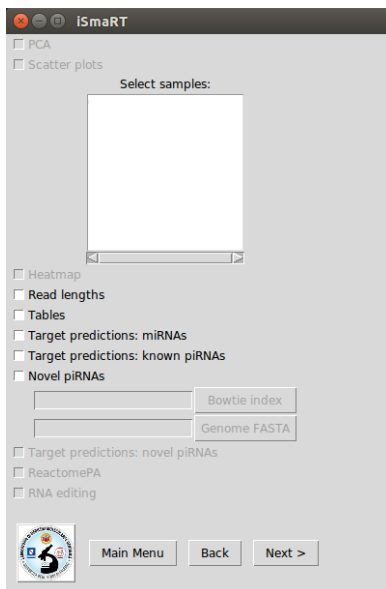 iSmaRT
PCA
Scatter plots
Select samples:
Heatmap
Read lengths
Tables
Target predictions: miRNAs
Target predictions: known piRNAs
Novel piRNAs
Bowtie index
Genome FASTA
Target predictions: novel piRNAs
ReactomePA
RNA editing
Main Menu Back Next >